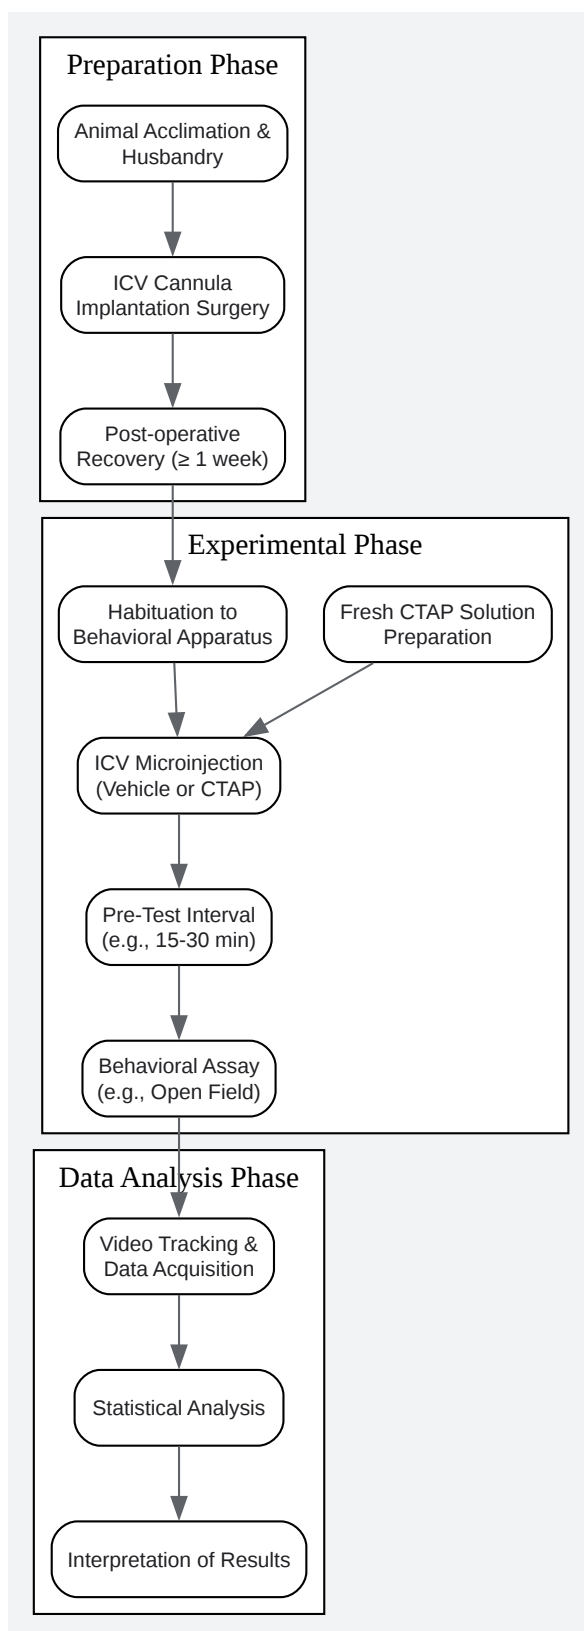 Preparation Phase
Animal Acclimation &
Husbandry
ICV Cannula
Implantation Surgery
Post-operative
Recovery (≥ 1 week)
Experimental Phase
Habituation to
Behavioral Apparatus
Fresh CTAP Solution
Preparation
ICV Microinjection
(Vehicle or CTAP)
Pre-Test Interval
(e.g., 15-30 min)
Behavioral Assay
(e.g., Open Field)
Data Analysis Phase
Video Tracking &
Data Acquisition
Statistical Analysis
Interpretation of Results